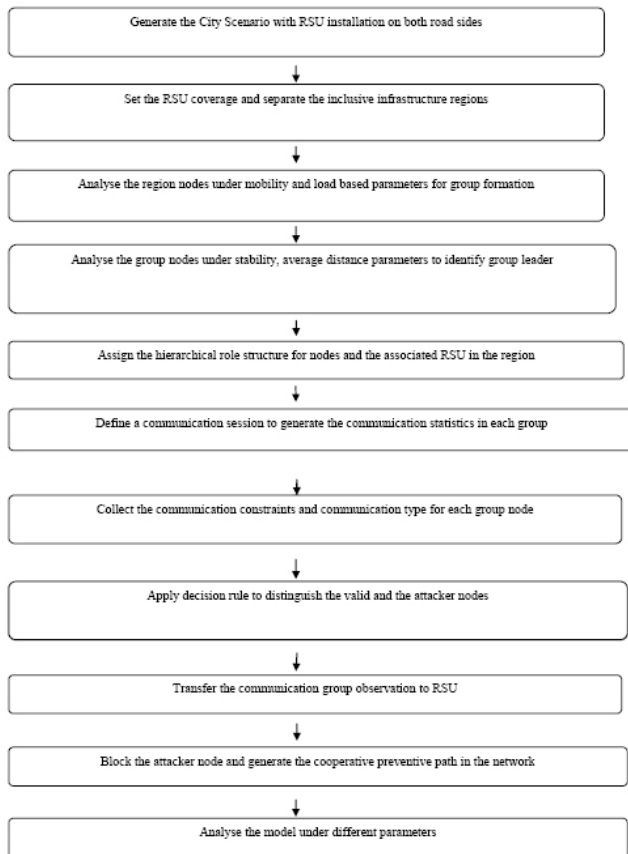 Generate the City Scenario with RSU installation on both road sides
Set the RSU coverage and separate the inclusive infrastructure regions
Analyse the region nodes under mobility and load based parameters for group formation
Analyse the group nodes under stability, average distance parameters to identify group leader
Assign the hierarchical role structure for nodes and the associated RSU in the region
Define a communication session to generate the communication statistics in each group
Collect the communication constraints and communication type for each group node
Apply decision rule to distinguish the valid and the attacker nodes
Transfer the communication group observation to RSU
Block the attacker node and generate the cooperative preventive path in the network
Analyse the model under different parameters